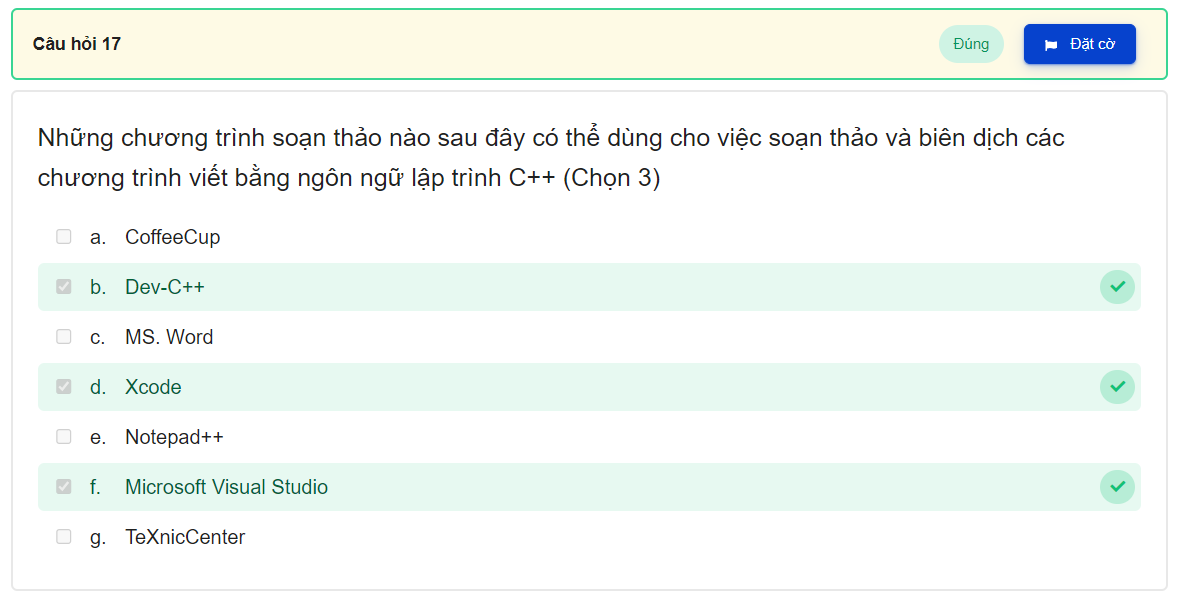 Câu hỏi 17
Đúng
Đặt cờ
Những chương trình soạn thảo nào sau đây có thể dùng cho việc soạn thảo và biên dịch các
chương trình viết bằng ngôn ngữ lập trình C++ (Chọn 3)
a. CoffeeCup
b. Dev-C++
c. MS. Word
d. Xcode
e. Notepad++
f. Microsoft Visual Studio
g. TeXnicCenter